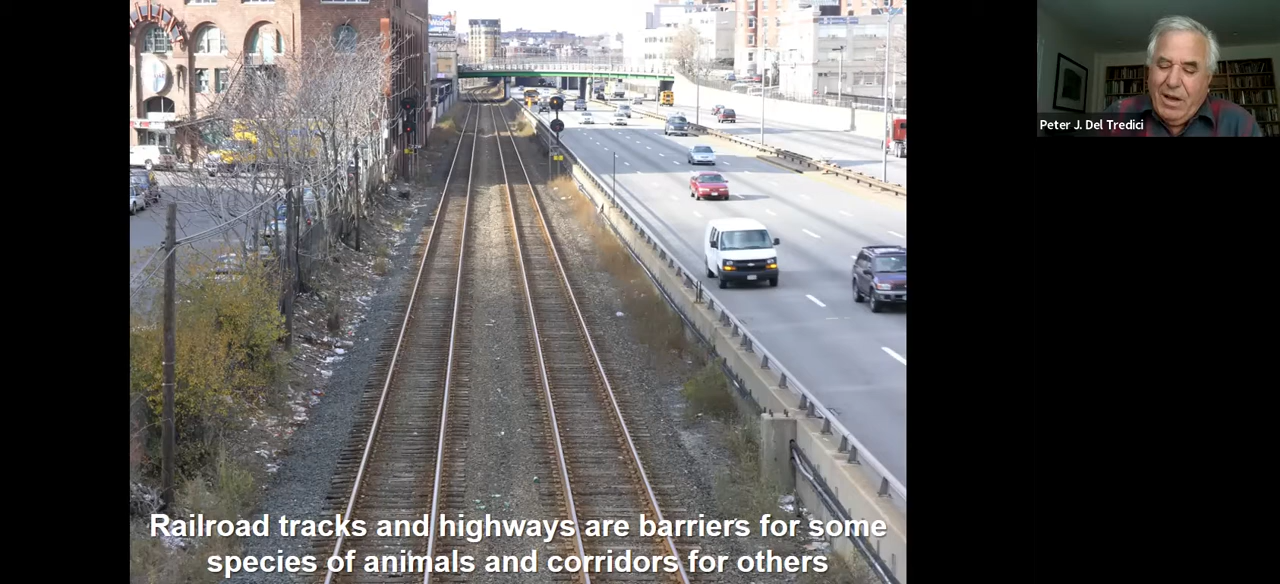 Peter J. Del Tredici
Railroad tracks and highways are barriers for some
species of animals and corridors for others